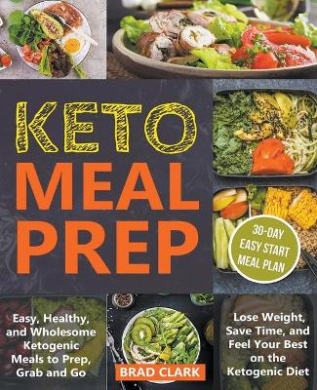 KETO
MEAL
PREP
30-DAY
EASY START
MEAL PLAN
Easy, Healthy,
and Wholesome
Ketogenic
Meals to Prep,
Grab and Go
Lose Weight,
Save Time, and
Feel Your Best
on the
Ketogenic Diet
BRAD CLARK